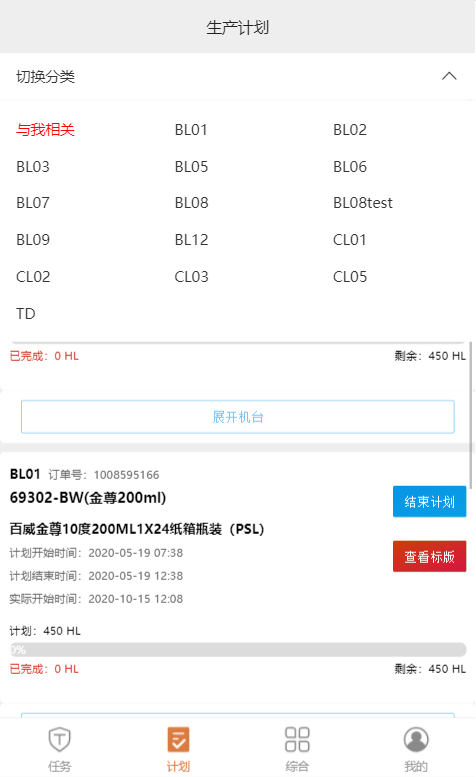 生产计划
切换分类
与我相关 BL01 BL02
BL03 BL05 BL06
BL07 BL08 BL08test
BL09 BL12 CL01
CL02 CL03 CL05
TD
已完成：0 HL 剩余：450 HL
展开机台
BL01 订单号：1008595166
69302-BW(金尊200ml)
结束计划
百威金尊10度200ML1X24纸箱瓶装（PSL）
计划开始时间：2020-05-19 07:38
查看标版
计划结束时间：2020-05-19 12:38
实际开始时间：2020-10-15 12:08
计划：450 HL
0%
已完成：0 HL 剩余：450 HL
任务 计划 综合 我的